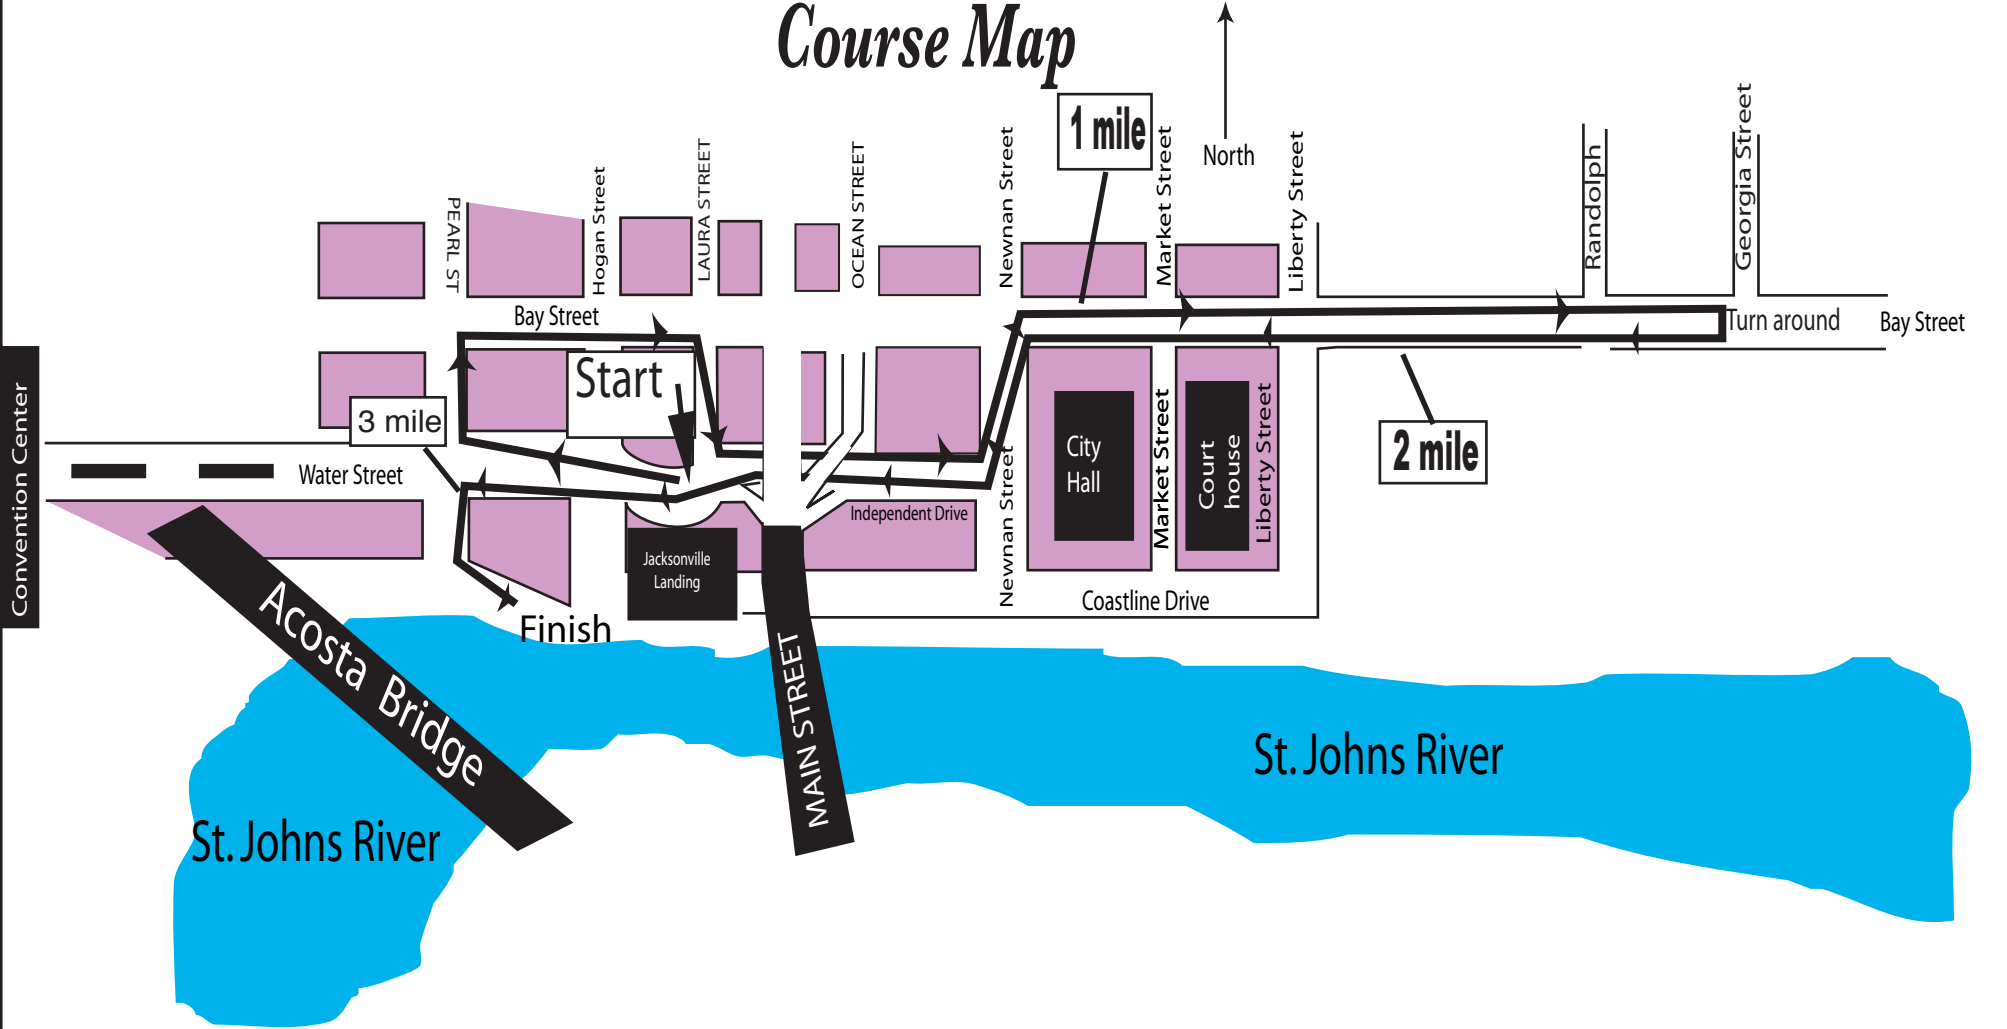 Course Map
1 mile
North
PEARL ST
Hogan Street
LAURA STREET
OCEAN STREET
Newnan Street
Market Street
Liberty Street
Randolph
Georgia Street
Bay Street
Turn around
Bay Street
Start
3 mile
2 mile
Convention Center
Water Street
City
Hall
Market Street
Court
house
Liberty Street
Independent Drive
Newnan Street
Jacksonville
Landing
Coastline Drive
Finish
Acosta Bridge
MAIN STREET
St. Johns River
St. Johns River